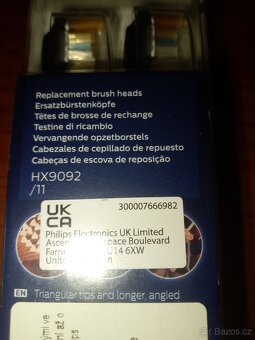 Replacement brush heads
Ersatzbürstenköpfe
Têtes de brosse de rechange
Testine di ricambio
Vervangende opzetborstels
Cabezales de cepillado de repuesto
Cabeças de escova de reposição
HX9092
/11
UK
CA
300007666982
Philips Electronics UK Limited
Boulevard
6XW
EN Triangular tips and longer, angled
Bazoš.cz